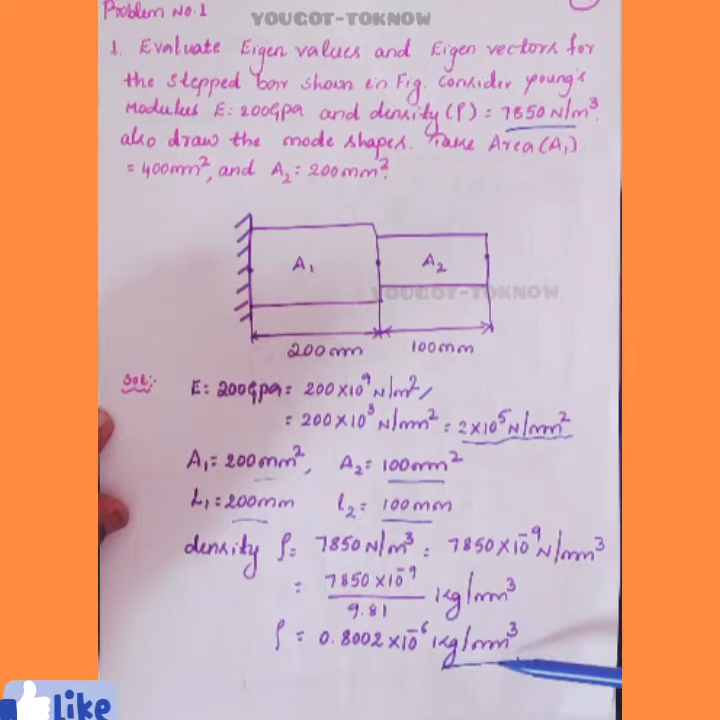 Problem No.1
YOUGOT-TOKNOW
1. Evaluate Eigen values and Eigen vectors for
the stepped bar shown in Fig. Consider young's
Modulus E: 200Gpa and density (ρ) = 7850 N/m³.
also draw the mode shapes. Take Area (A₁)
= 400mm², and A₂ = 200mm².
A₁
A₂
YOUGOT-TOKNOW
200mm
100mm
Sol:-
E: 200Gpa = 200×10⁹ N/m²,
= 200×10³ N/mm² = 2×10⁵ N/mm²
A₁ = 200mm², A₂ = 100mm²
L₁ = 200mm L₂ = 100mm
density ρ = 7850 N/m³ = 7850×10⁻⁹ N/mm³
= 7850×10⁻⁹ / 9.81 kg/mm³
ρ = 0.8002×10⁻⁶ kg/mm³
Like